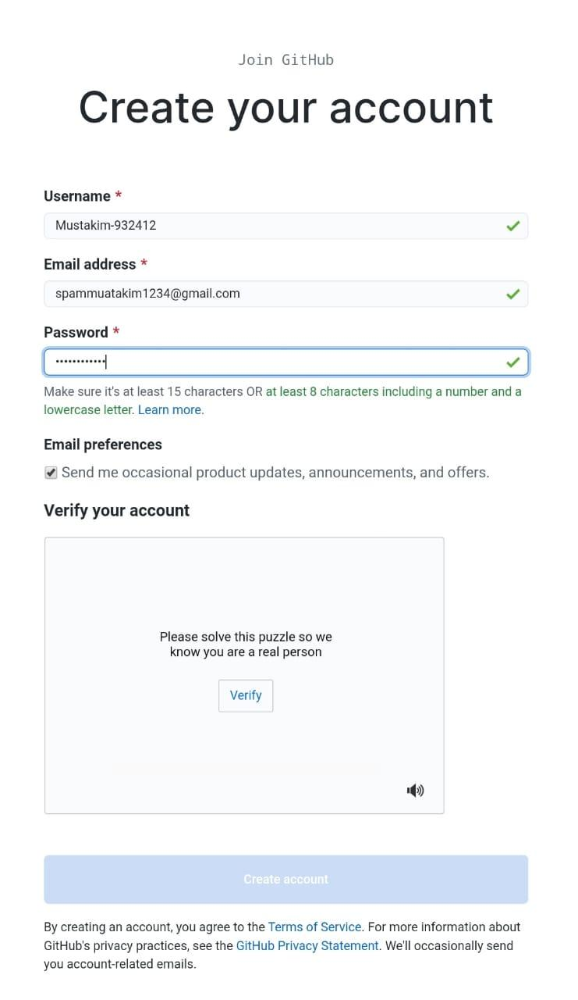 Join GitHub
Create your account
Username *
Mustakim-932412
Email address *
spammuatakim1234@gmail.com
Password *
••••••••••••
Make sure it's at least 15 characters OR at least 8 characters including a number and a
lowercase letter. Learn more.
Email preferences
Send me occasional product updates, announcements, and offers.
Verify your account
Please solve this puzzle so we
know you are a real person
Verify
Create account
By creating an account, you agree to the Terms of Service. For more information about
GitHub's privacy practices, see the GitHub Privacy Statement. We'll occasionally send
you account-related emails.